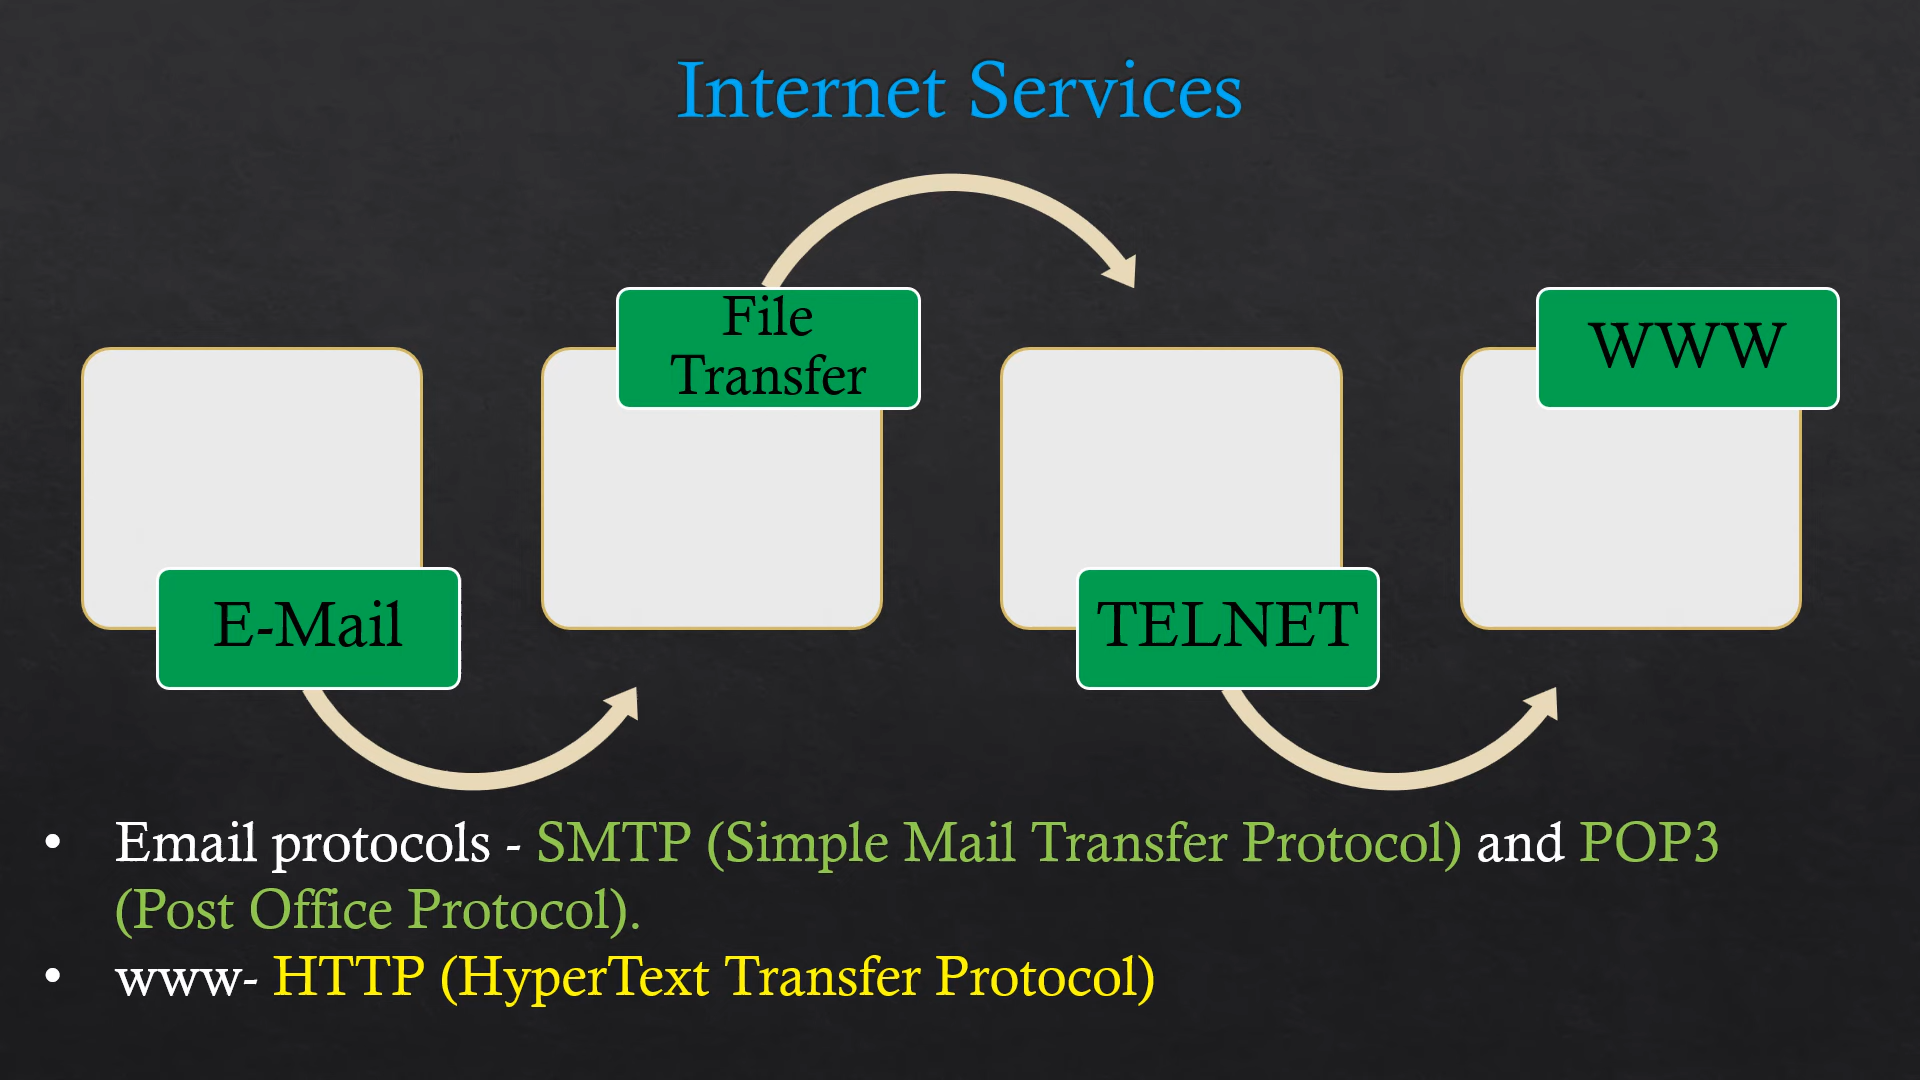 Internet Services
File
Transfer
WWW
E-Mail
TELNET
• Email protocols - SMTP (Simple Mail Transfer Protocol) and POP3
(Post Office Protocol).
• www- HTTP (HyperText Transfer Protocol)